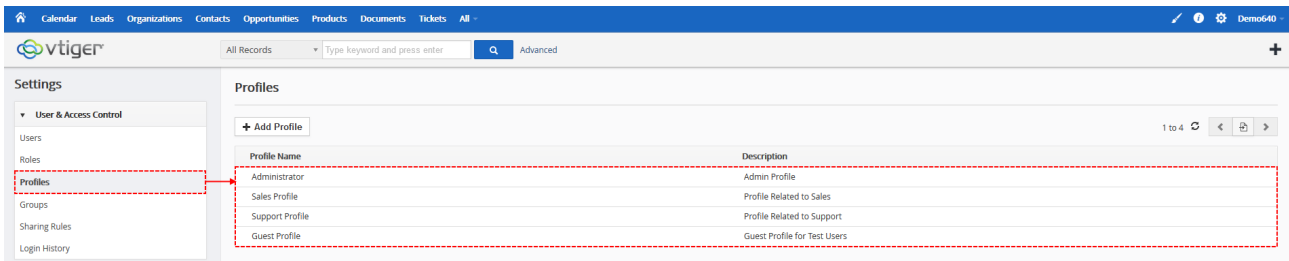 Calendar Leads Organizations Contacts Opportunities Products Documents Tickets All Demo640
vtiger All Records Type keyword and press enter Advanced
Settings
User & Access Control
Users
Roles
Profiles
Groups
Sharing Rules
Login History
Profiles
Add Profile 1 to 4
Profile Name Description
Administrator Admin Profile
Sales Profile Profile Related to Sales
Support Profile Profile Related to Support
Guest Profile Guest Profile for Test Users